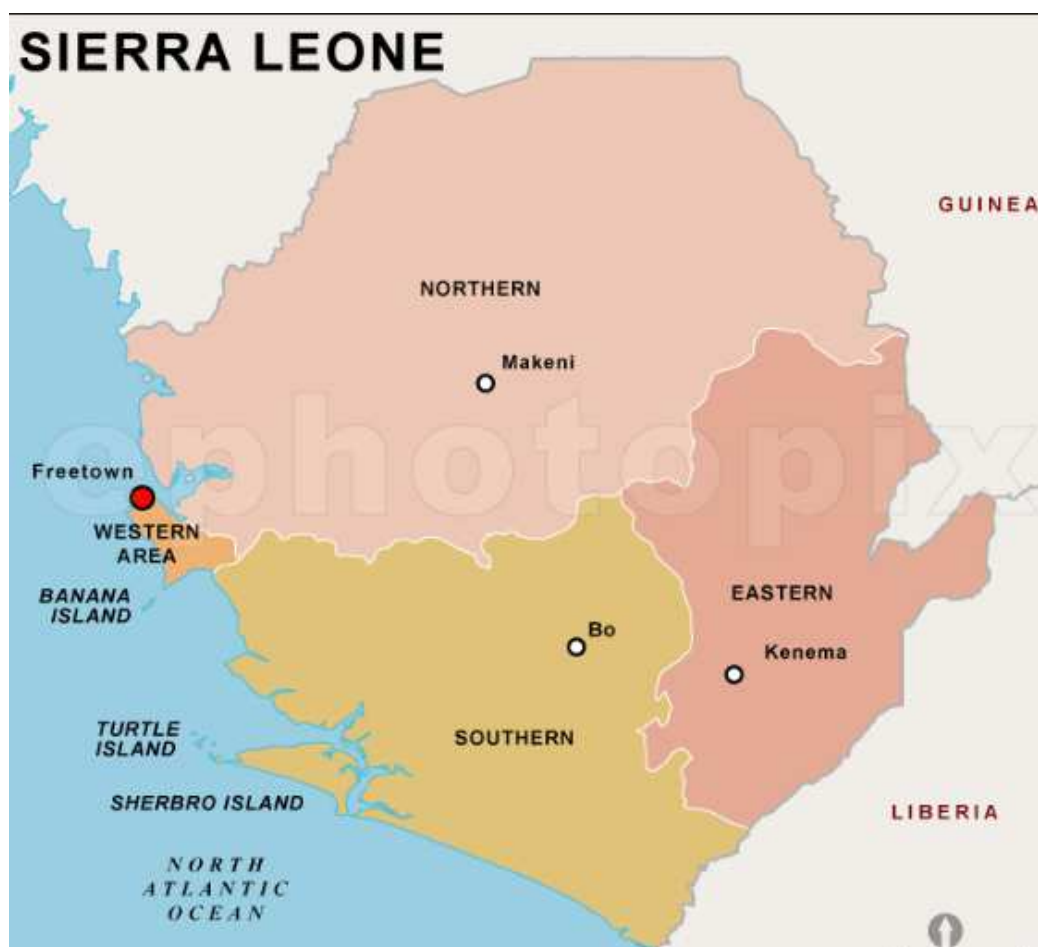 SIERRA LEONE
GUINEA
NORTHERN
Makeni
ophotopix
Freetown
WESTERN
AREA
BANANA
ISLAND
EASTERN
Bo
Kenema
TURTLE
ISLAND
SOUTHERN
SHERBRO ISLAND
LIBERIA
NORTH
ATLANTIC
OCEAN